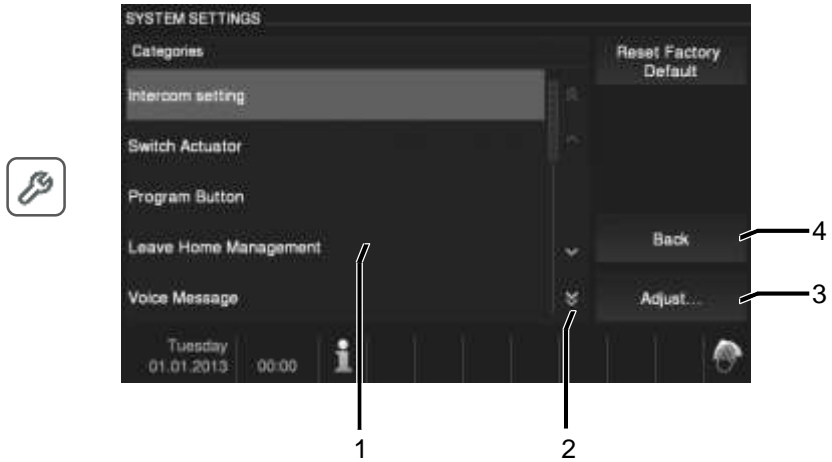 SYSTEM SETTINGS
Categories
Reset Factory
Default
Intercom setting
Switch Actuator
Program Button
Leave Home Management
Back
4
Voice Message
Adjust...
3
Tuesday
01.01.2013
00:00
1
2